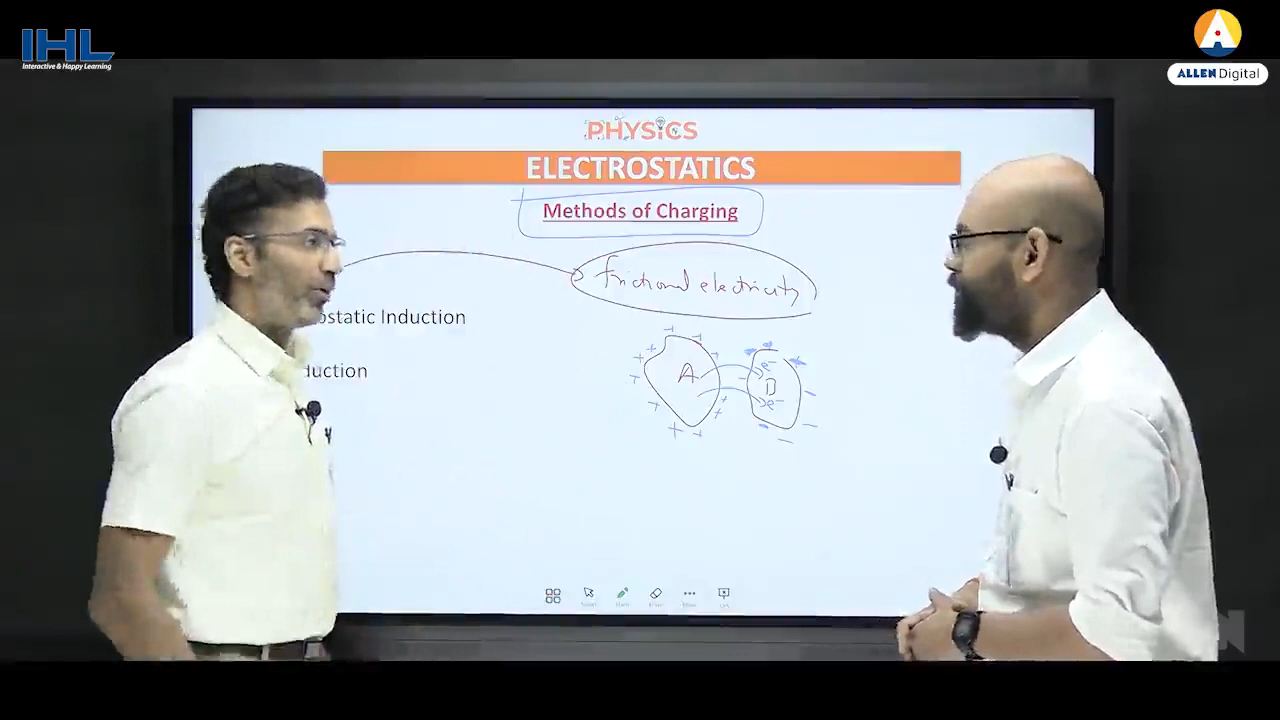 IHL
Interactive & Happy Learning
A
ALLEN Digital
PHYSICS
ELECTROSTATICS
Methods of Charging
frictional electricity
ostatic Induction
duction
+ + + + + + + + + + + +
A
e-
B
e-